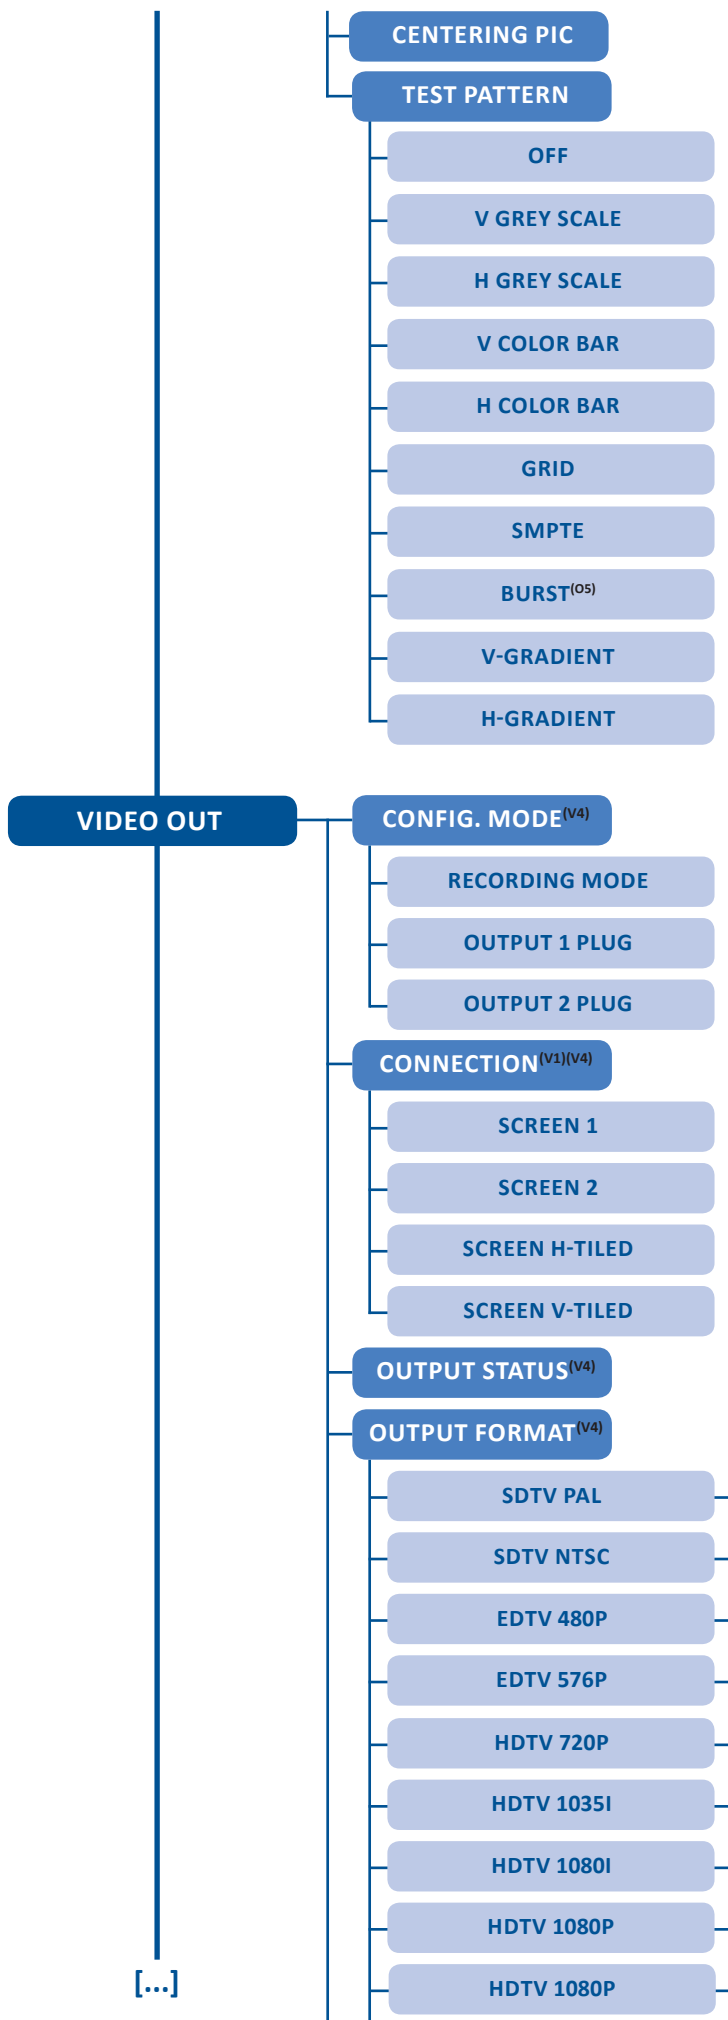 CENTERING PIC
TEST PATTERN
OFF
V GREY SCALE
H GREY SCALE
V COLOR BAR
H COLOR BAR
GRID
SMPTE
BURST(O5)
V-GRADIENT
H-GRADIENT
VIDEO OUT
CONFIG. MODE(V4)
RECORDING MODE
OUTPUT 1 PLUG
OUTPUT 2 PLUG
CONNECTION(V1)(V4)
SCREEN 1
SCREEN 2
SCREEN H-TILED
SCREEN V-TILED
OUTPUT STATUS(V4)
OUTPUT FORMAT(V4)
SDTV PAL
SDTV NTSC
EDTV 480P
EDTV 576P
HDTV 720P
HDTV 1035I
HDTV 1080I
HDTV 1080P
HDTV 1080P
[...]